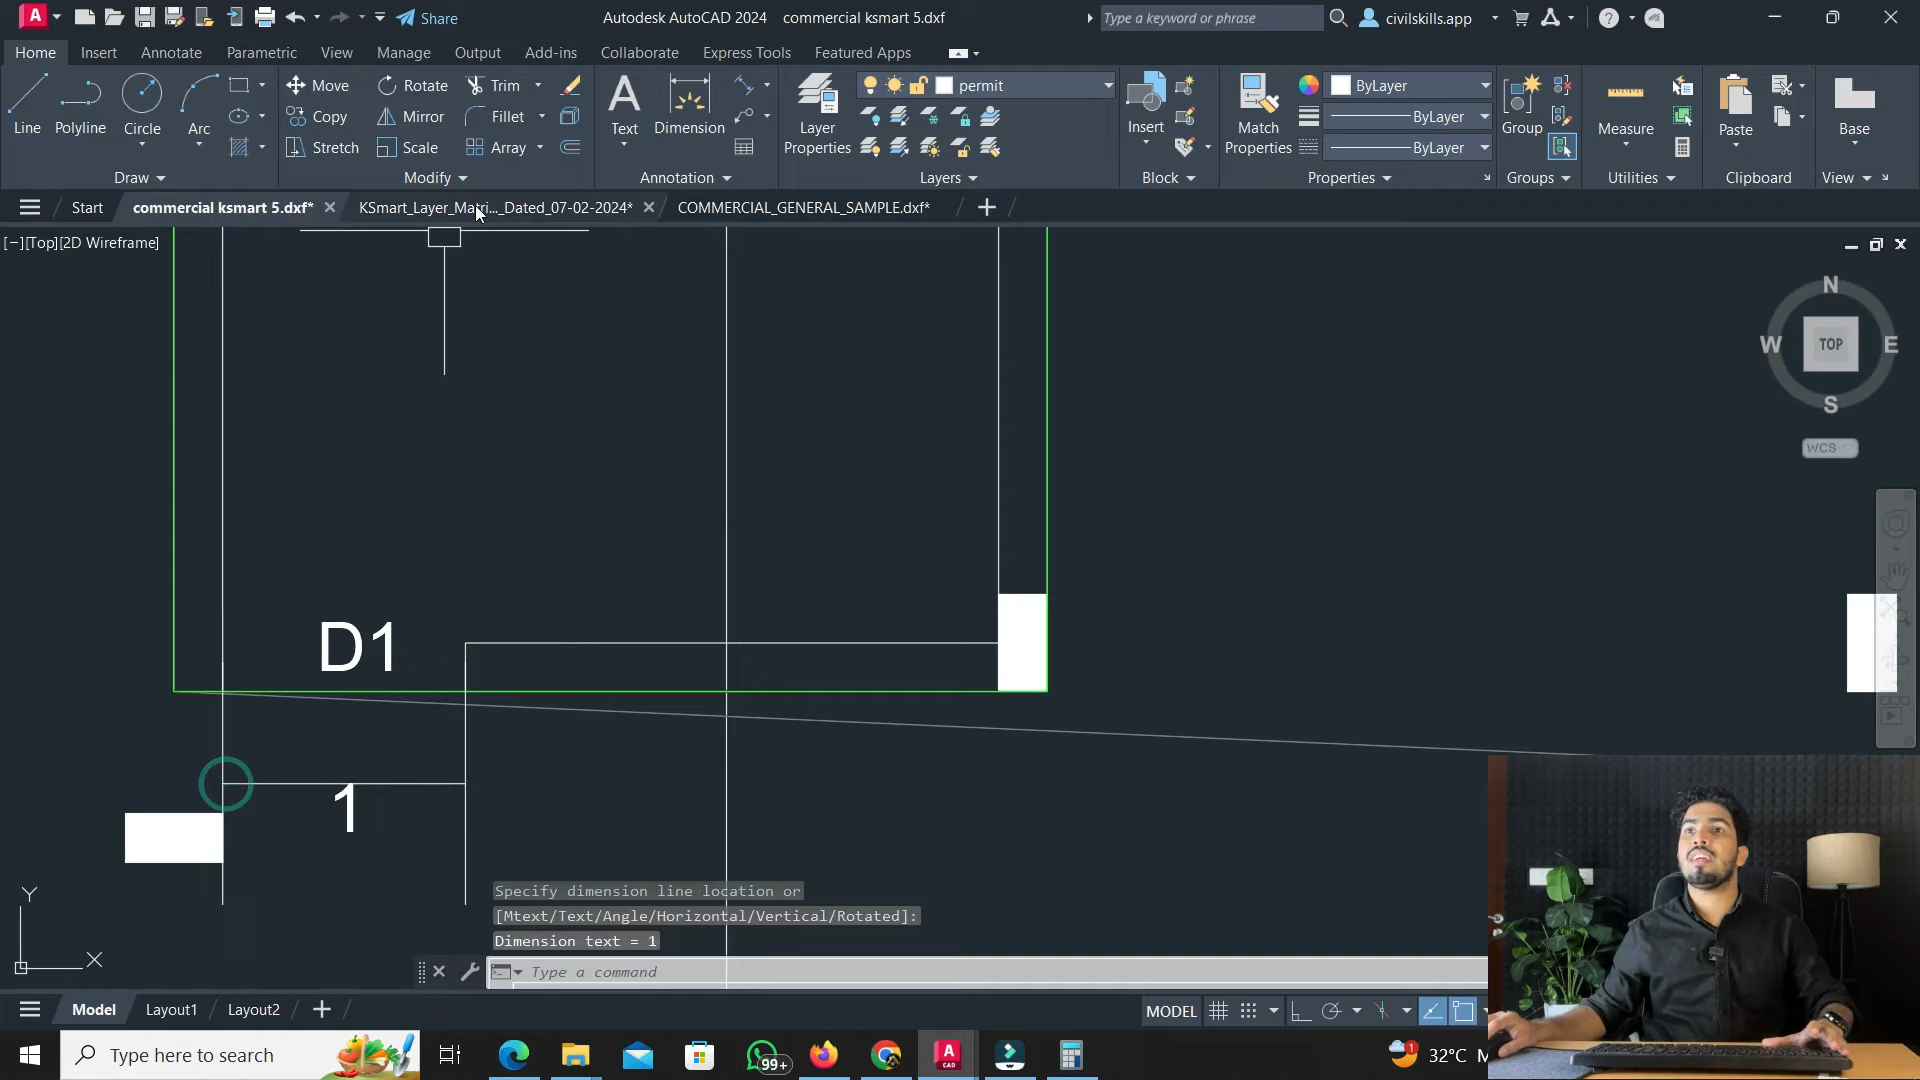 Share
Autodesk AutoCAD 2024 commercial ksmart 5.dxf
Type a keyword or phrase
civilskills.app
Home Insert Annotate Parametric View Manage Output Add-ins Collaborate Express Tools Featured Apps
Line
Polyline
Circle
Arc
Draw
Move
Rotate
Trim
Copy
Mirror
Fillet
Stretch
Scale
Array
Modify
Text
Dimension
Annotation
Layer
Properties
permit
Layers
Insert
Block
Match
Properties
ByLayer
ByLayer
ByLayer
Properties
Group
Groups
Measure
Utilities
Paste
Clipboard
Base
View
Start
commercial ksmart 5.dxf*
KSmart_Layer_Matri..._Dated_07-02-2024*
COMMERCIAL_GENERAL_SAMPLE.dxf*
[−][Top][2D Wireframe]
N
W
TOP
E
S
WCS
D1
1
Y
X
Specify dimension line location or
[Mtext/Text/Angle/Horizontal/Vertical/Rotated]:
Dimension text = 1
Type a command
Model
Layout1
Layout2
MODEL
Type here to search
99+
A
CAD
1
32°C